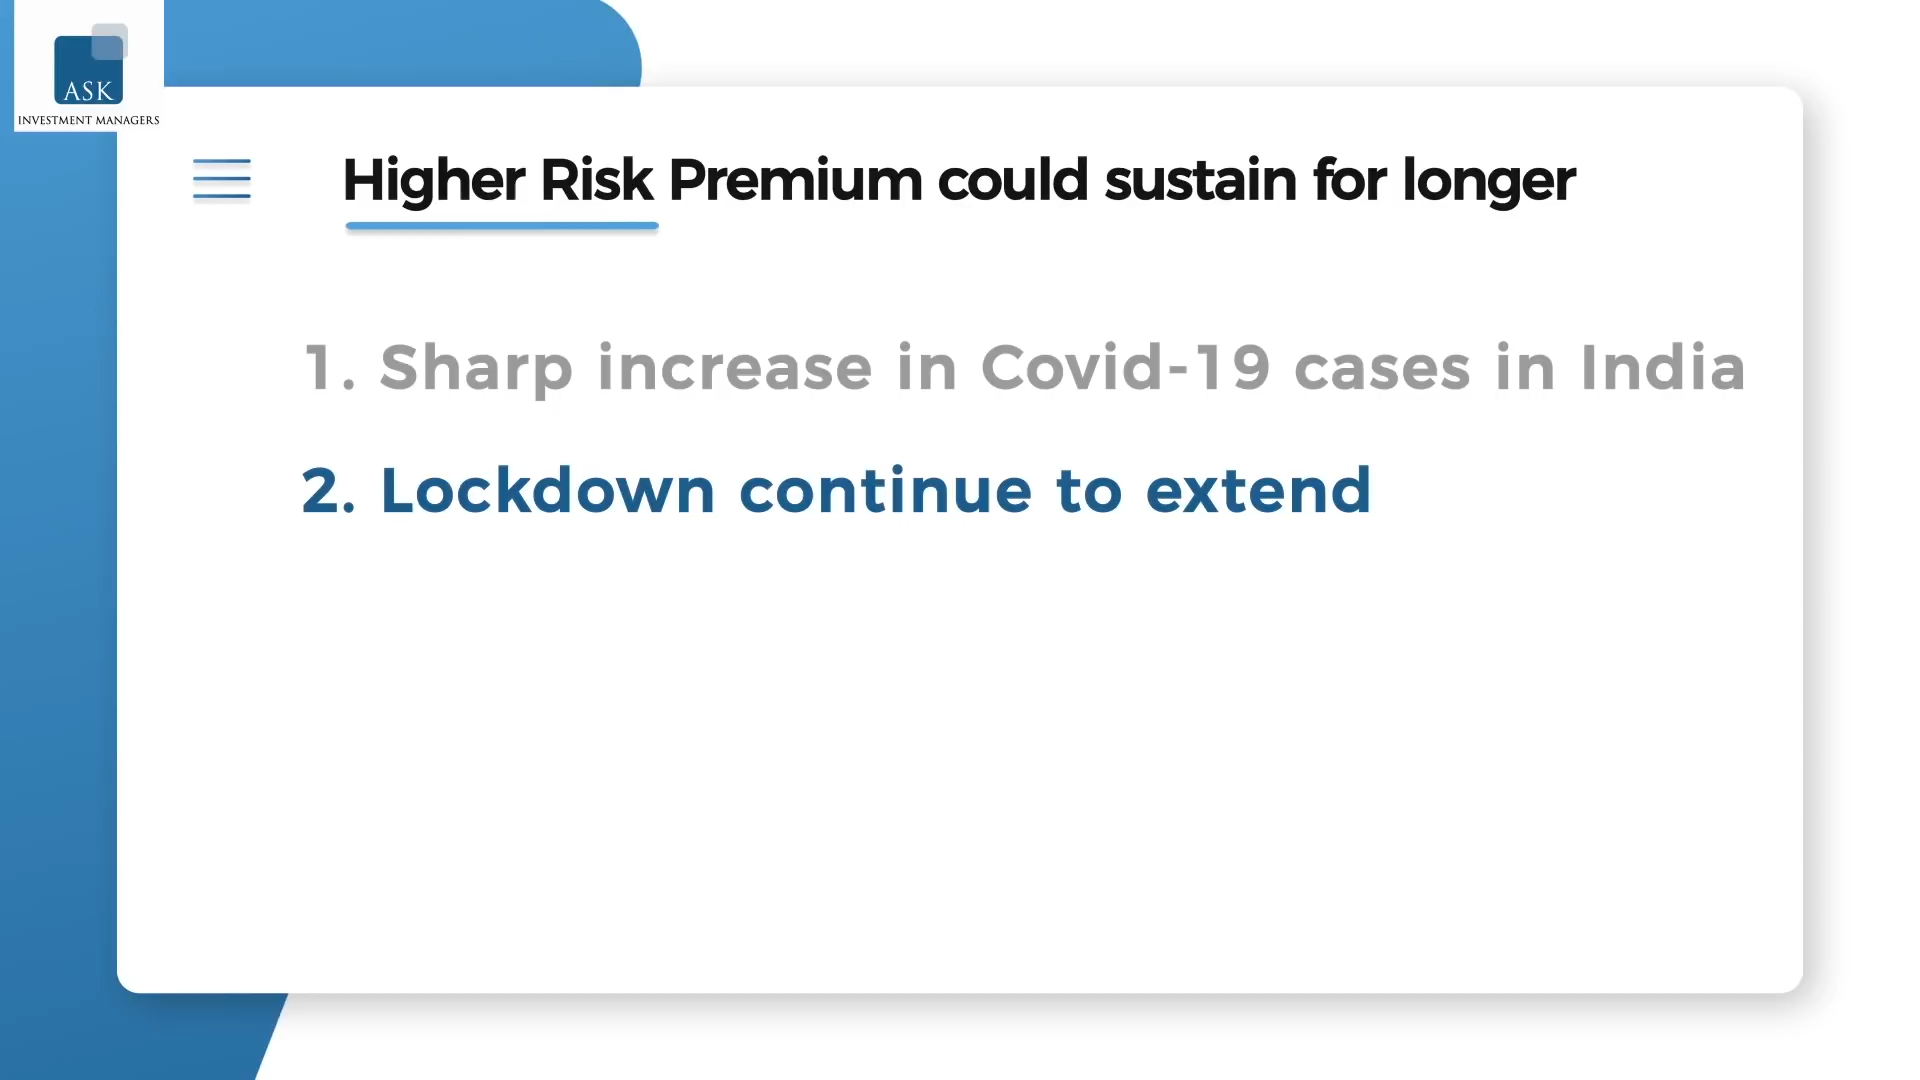 ASK
INVESTMENT MANAGERS
Higher Risk Premium could sustain for longer
1. Sharp increase in Covid-19 cases in India
2. Lockdown continue to extend